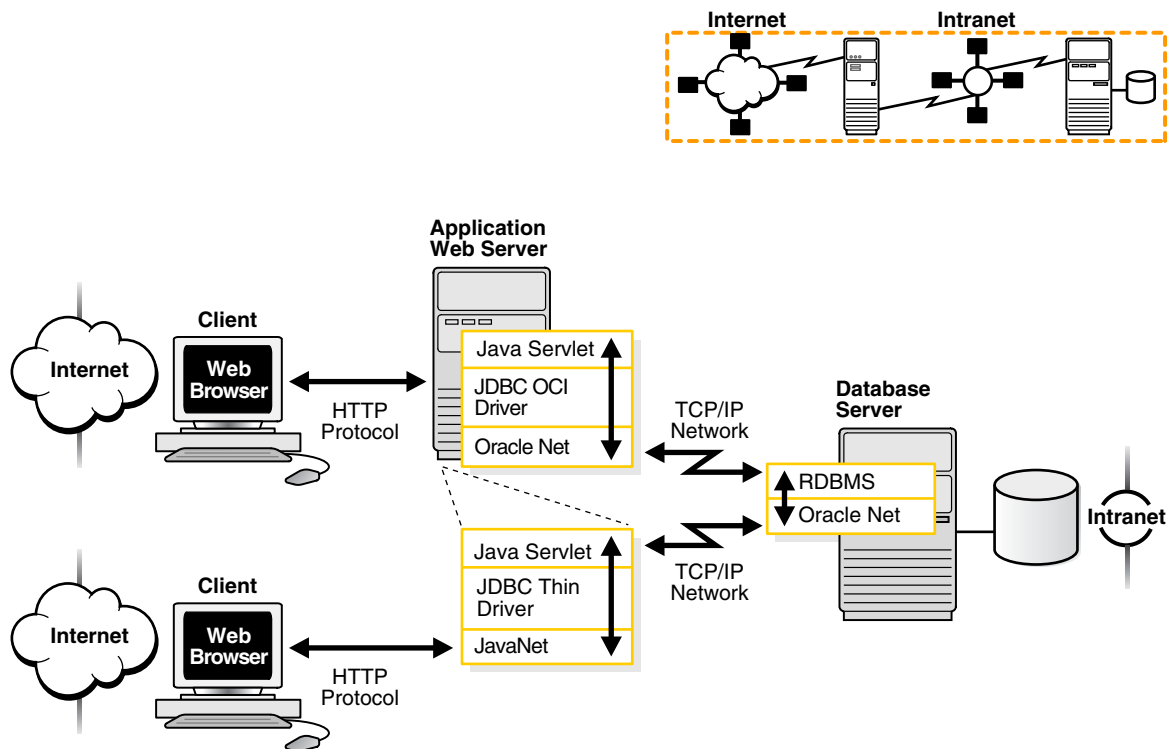 Internet
Intranet
Application
Web Server
Client
Internet
Web
Browser
HTTP
Protocol
Java Servlet
JDBC OCI
Driver
Oracle Net
TCP/IP
Network
Database
Server
RDBMS
Oracle Net
Intranet
Client
Internet
Web
Browser
HTTP
Protocol
Java Servlet
JDBC Thin
Driver
JavaNet
TCP/IP
Network